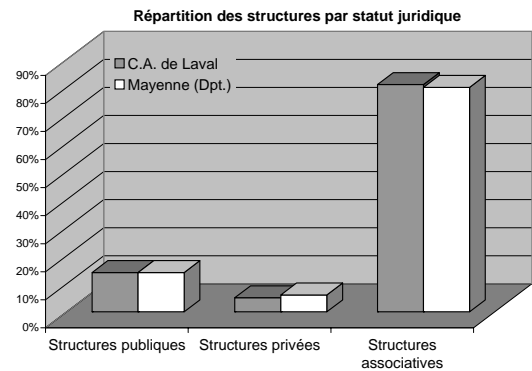 Répartition des structures par statut juridique
C.A. de Laval
Mayenne (Dpt.)
90%
80%
70%
60%
50%
40%
30%
20%
10%
0%
Structures publiques
Structures privées
Structures
associatives